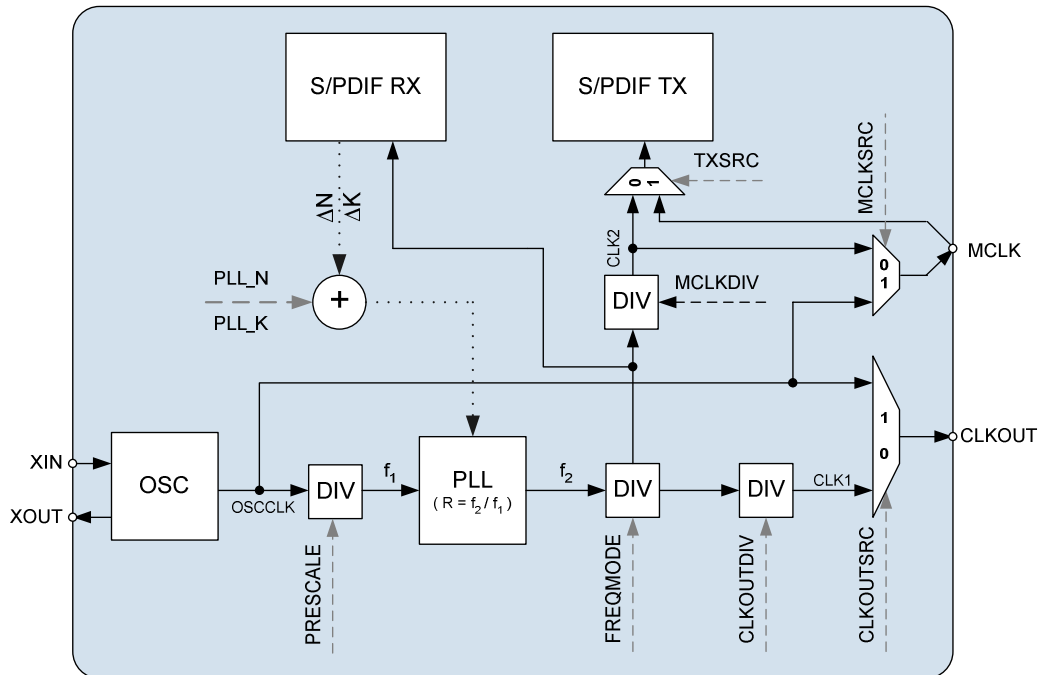 S/PDIF RX
S/PDIF TX
TXSRC
MCLKSRC
0 1
ΔN
ΔK
CLK2
MCLK
0
1
PLL_N
PLL_K
+
DIV
MCLKDIV
1
0
CLKOUT
XIN
XOUT
OSC
OSCCLK
DIV
f1
PLL
( R = f2 / f1 )
f2
DIV
DIV
CLK1
PRESCALE
FREQMODE
CLKOUTDIV
CLKOUTSRC